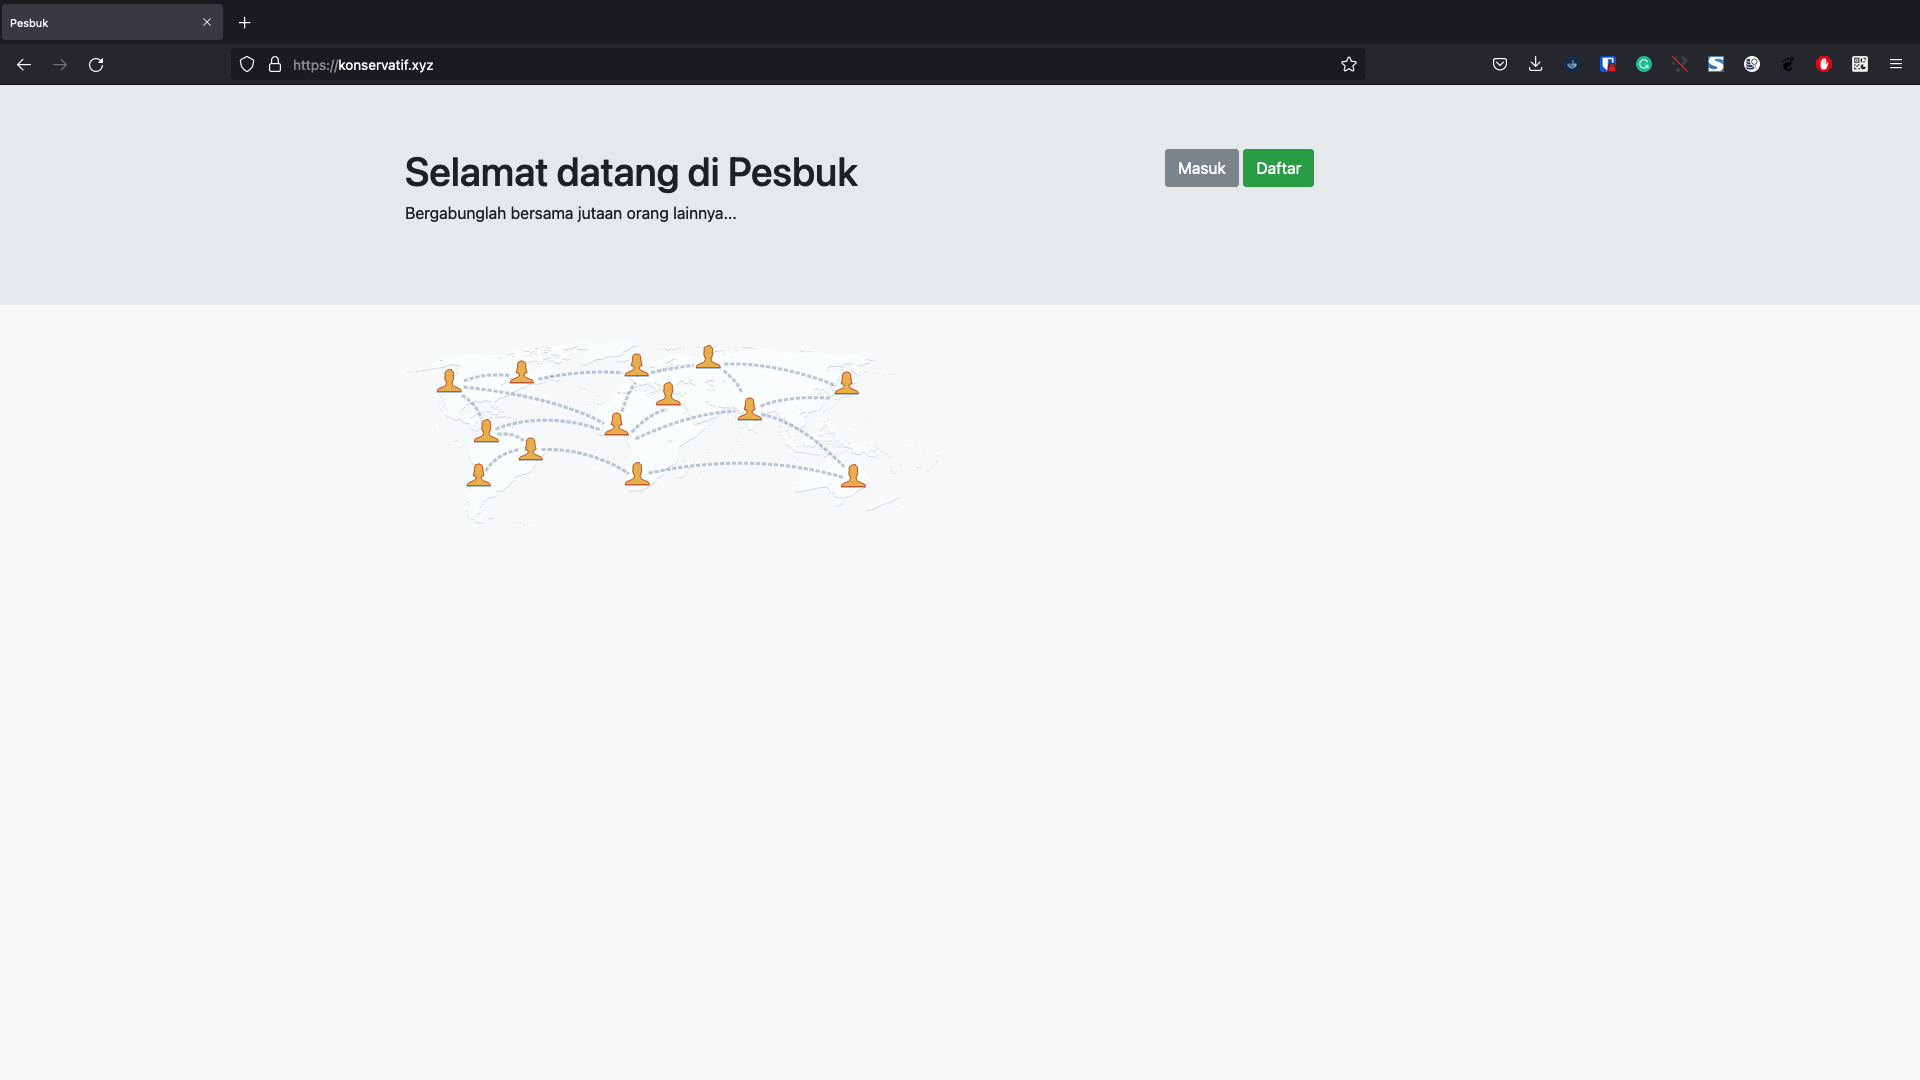 Pesbuk
https://konservatif.xyz
Selamat datang di Pesbuk
Masuk Daftar
Bergabunglah bersama jutaan orang lainnya...